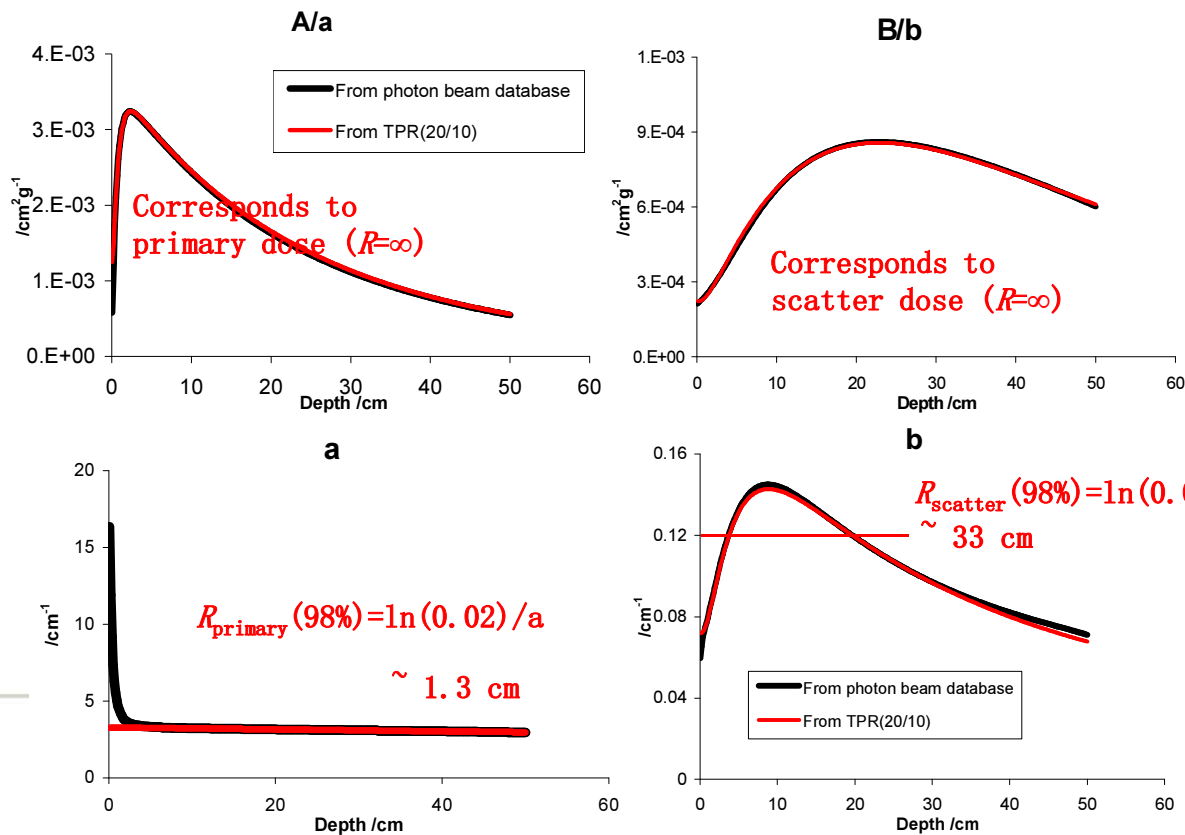 A/a
4.E-03
3.E-03
2.E-03
1.E-03
0.E+00
/cm²g⁻¹
From photon beam database
From TPR(20/10)
Corresponds to
primary dose (R=∞)
0 10 20 30 40 50 60
Depth /cm
B/b
1.E-03
9.E-04
6.E-04
3.E-04
0.E+00
/cm²g⁻¹
Corresponds to
scatter dose (R=∞)
0 10 20 30 40 50 60
Depth /cm
a
20
15
10
5
0
/cm⁻¹
Rprimary(98%)=ln(0.02)/a
~ 1.3 cm
0 20 40 60
Depth /cm
b
0.16
0.12
0.08
0.04
0
/cm⁻¹
Rscatter(98%)=ln(0.
~ 33 cm
From photon beam database
From TPR(20/10)
0 10 20 30 40 50 60
Depth /cm